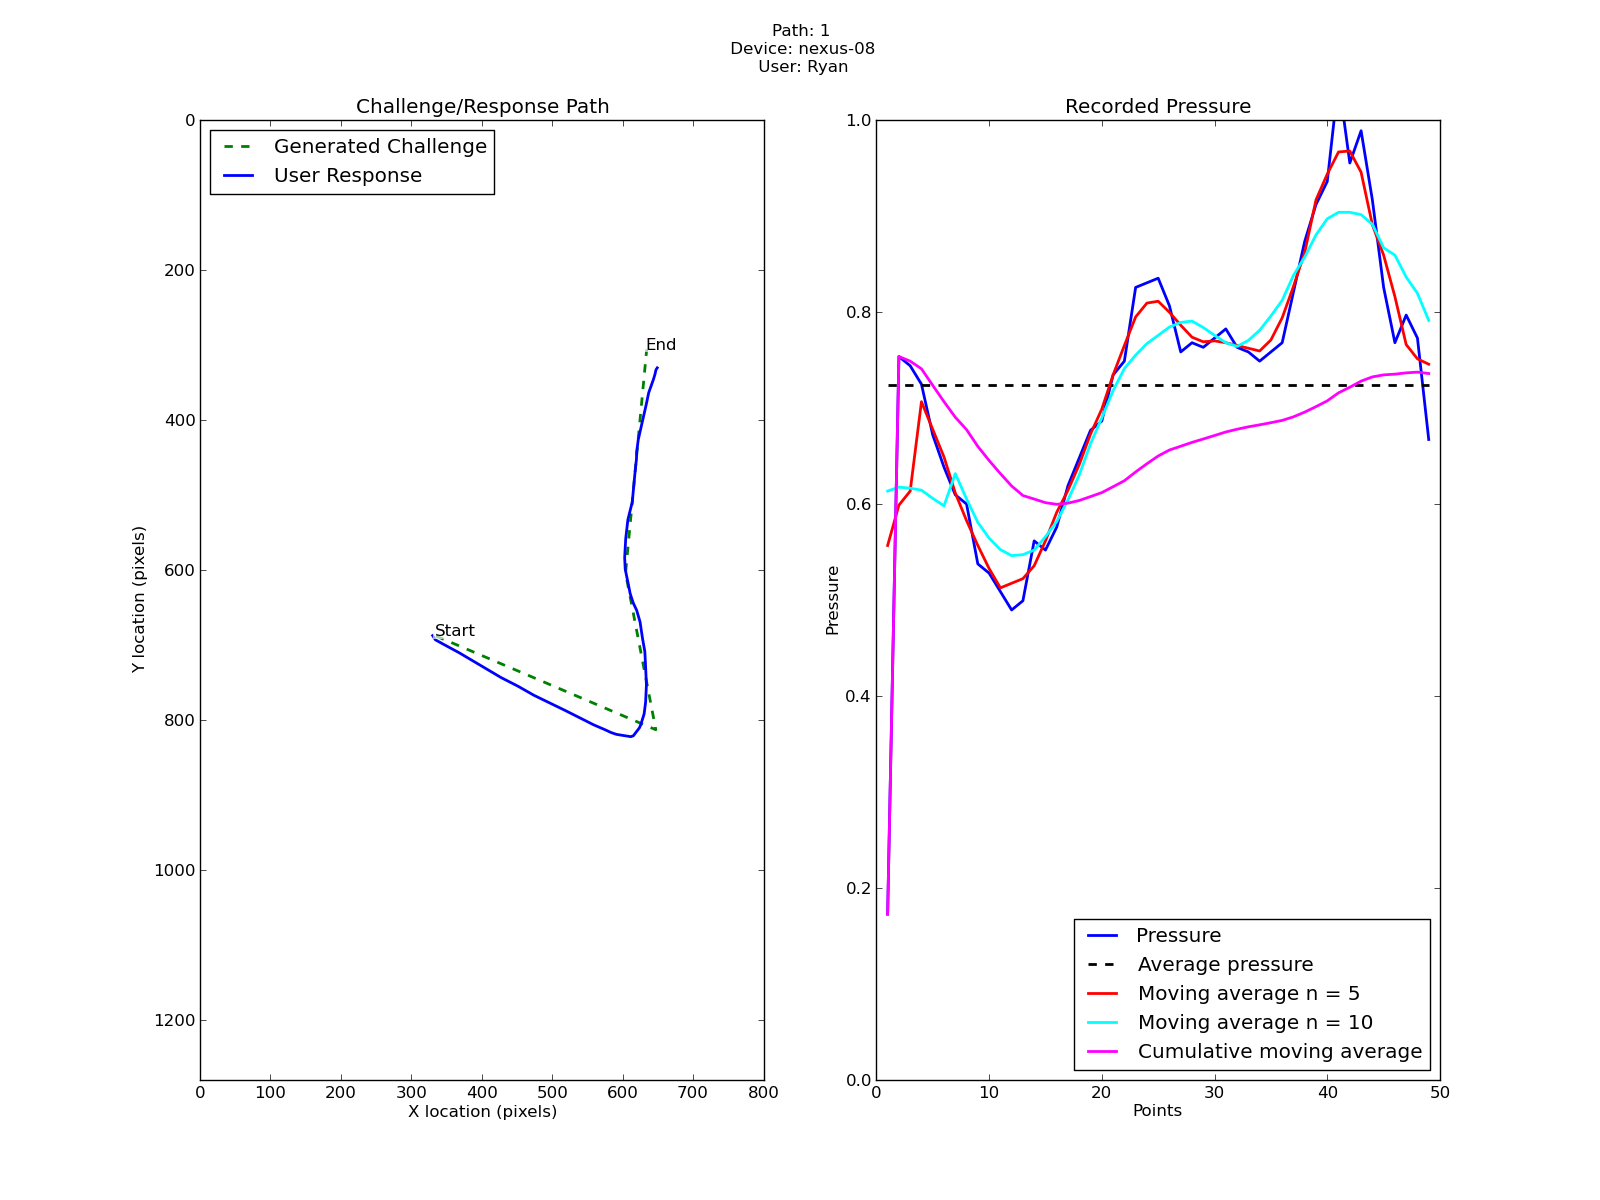 Path: 1
Device: nexus-08
User: Ryan
Challenge/Response Path
Generated Challenge
User Response
0
200
400
600
800
1000
1200
Y location (pixels)
End
Start
0 100 200 300 400 500 600 700 800
X location (pixels)
Recorded Pressure
1.0
0.8
0.6
0.4
0.2
0.0
Pressure
Pressure
Average pressure
Moving average n = 5
Moving average n = 10
Cumulative moving average
0 10 20 30 40 50
Points